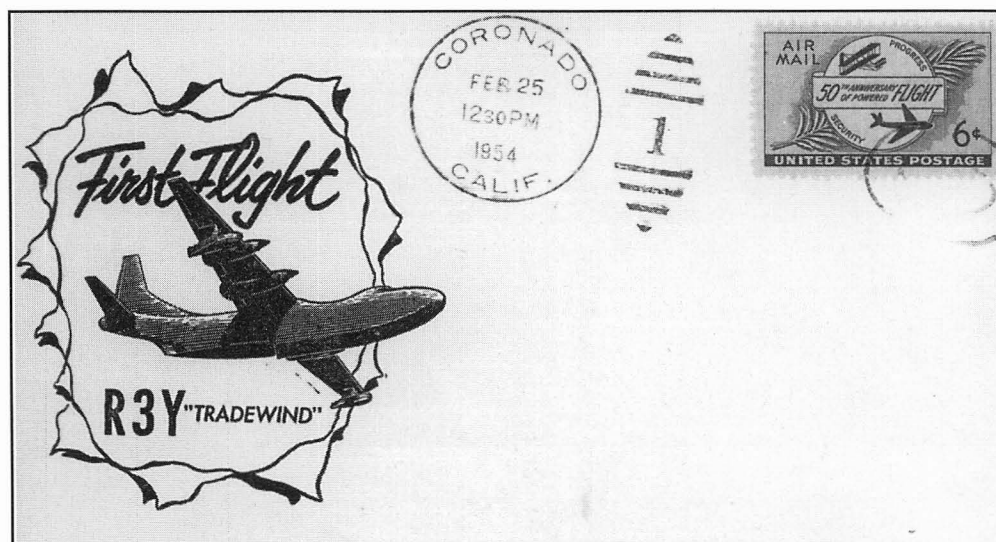 First Flight
R3Y "TRADEWIND"
CORONADO
FEB 25
1230PM
1954
CALIF.
1
AIR
MAIL
PROGRESS
50TH ANNIVERSARY
OF POWERED FLIGHT
SECURITY
6¢
UNITED STATES POSTAGE